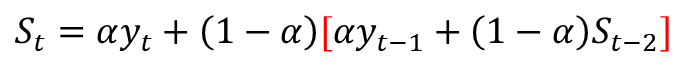 Sₜ = αyₜ + (1 − α)[αyₜ₋₁ + (1 − α)Sₜ₋₂]